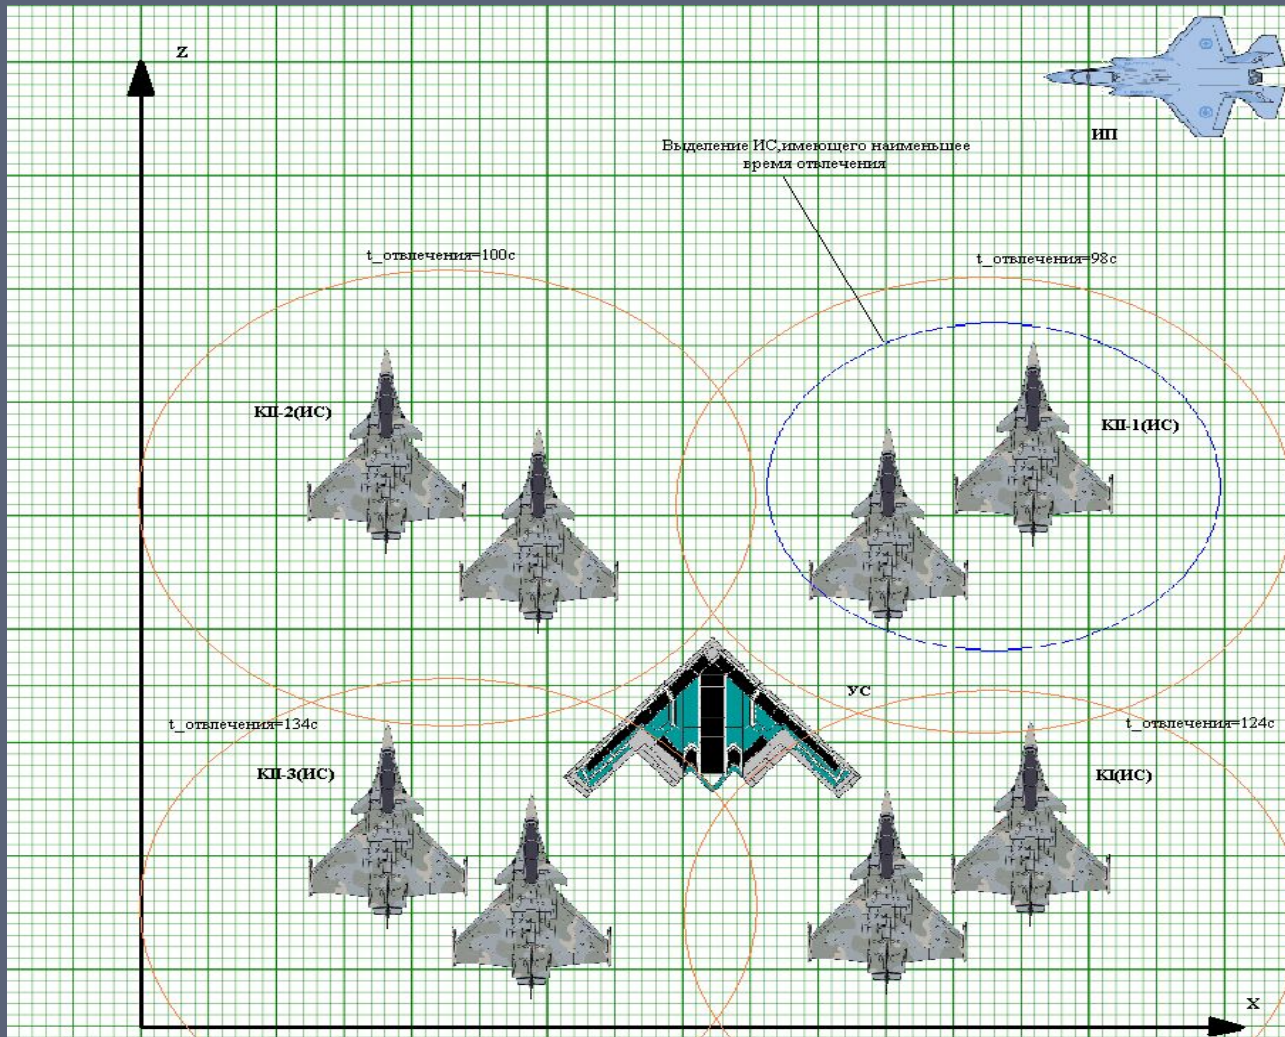 Z
ИП
Выделение ИС,имеющего наименьшее
время отвлечения
t_отвлечения=100с
t_отвлечения=98с
КП-2(ИС)
КП-1(ИС)
УС
t_отвлечения=134с
t_отвлечения=124с
КП-3(ИС)
КІ(ИС)
X